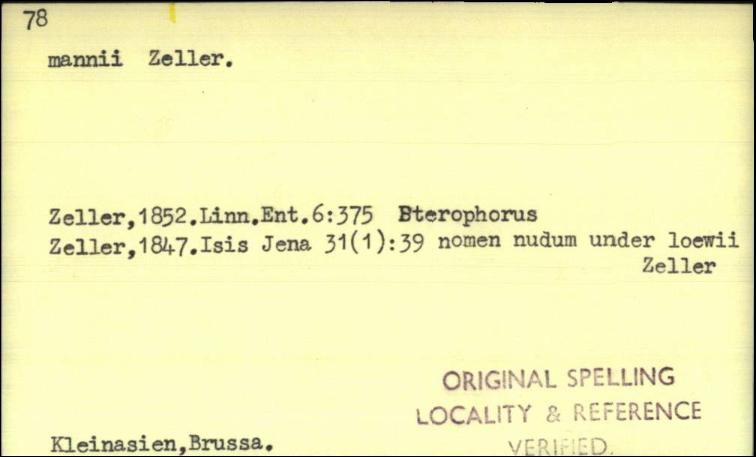 78
mannii Zeller.
Zeller,1852.Linn.Ent.6:375 Pterophorus
Zeller,1847.Isis Jena 31(1):39 nomen nudum under loewii
Zeller
ORIGINAL SPELLING
LOCALITY & REFERENCE
VERIFIED.
Kleinasien,Brussa.